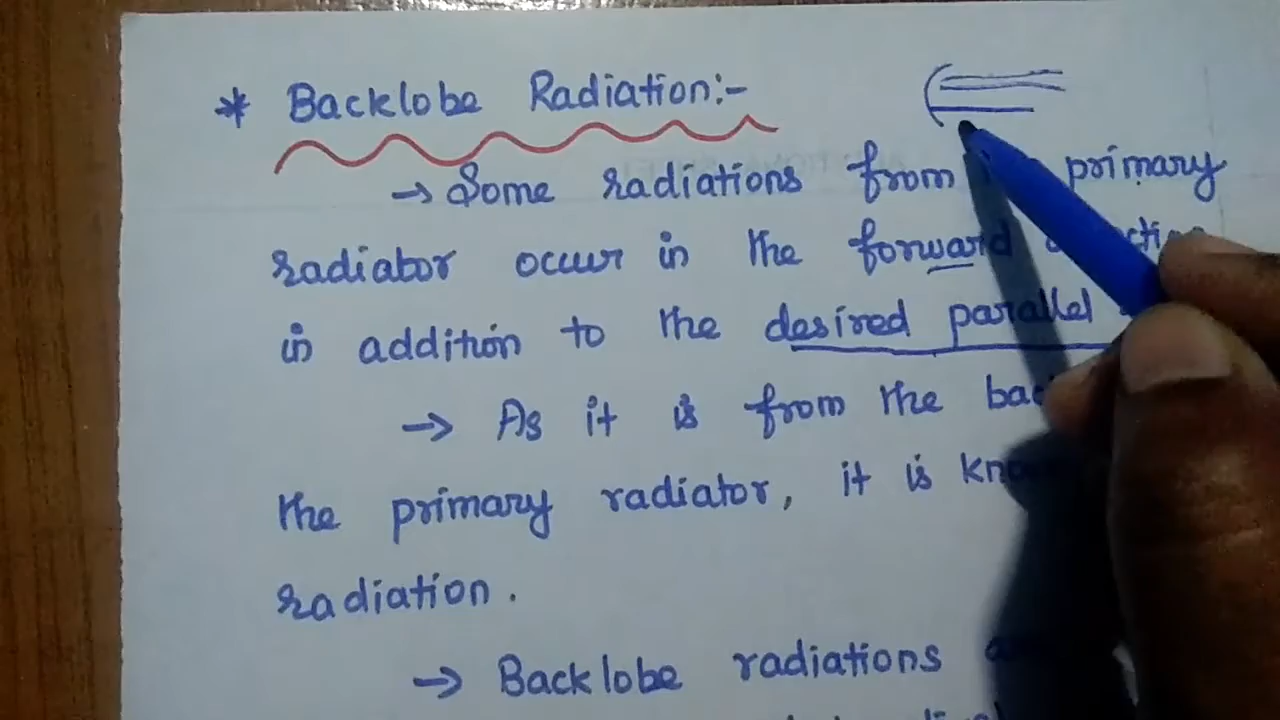 * Backlobe Radiation:-
→ Some radiations from primary
radiator occur in the forward
in addition to the desired parallel
→ As it is from the
the primary radiator, it is
radiation.
→ Backlobe radiations